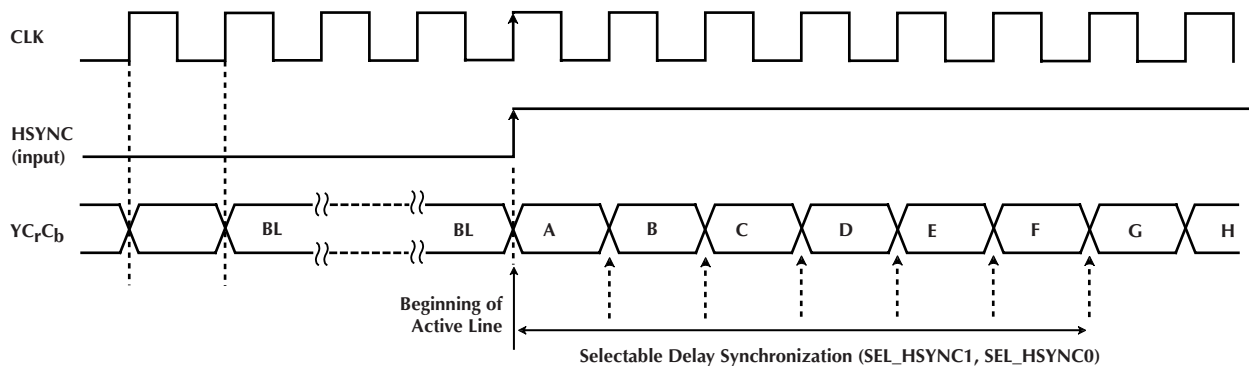 CLK
HSYNC
(input)
YCrCb
BL
BL
A
B
C
D
E
F
G
H
Beginning of
Active Line
Selectable Delay Synchronization (SEL_HSYNC1, SEL_HSYNC0)